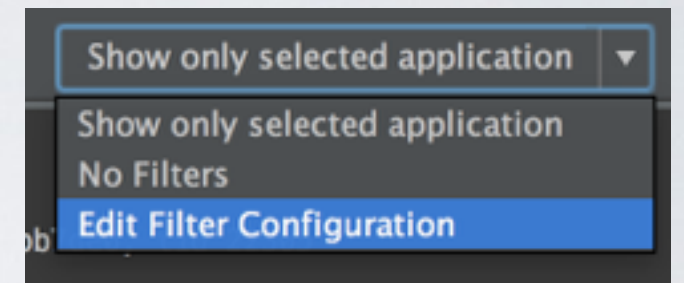 Show only selected application
Show only selected application
No Filters
Edit Filter Configuration